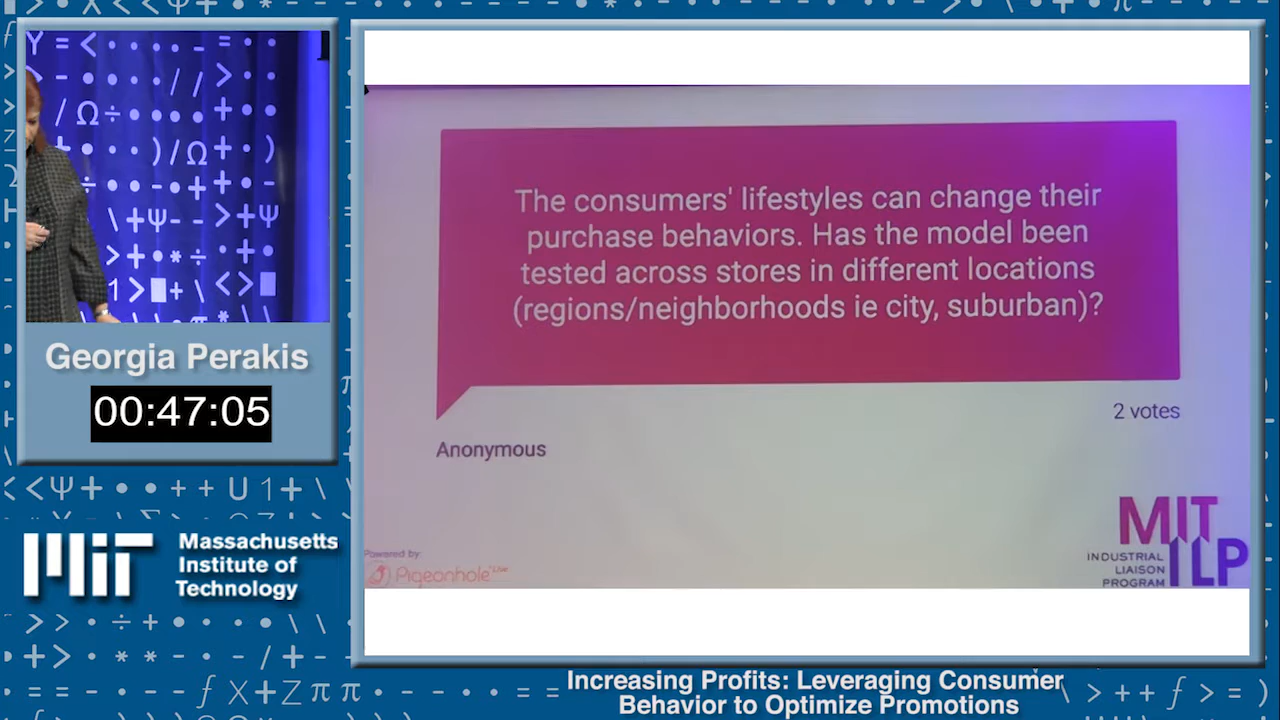 Georgia Perakis
00:47:05
Massachusetts
Institute of
Technology
The consumers' lifestyles can change their
purchase behaviors. Has the model been
tested across stores in different locations
(regions/neighborhoods ie city, suburban)?
2 votes
Anonymous
Powered by:
Pigeonhole Live
MIT
ILP
INDUSTRIAL
LIAISON
PROGRAM
Increasing Profits: Leveraging Consumer
Behavior to Optimize Promotions